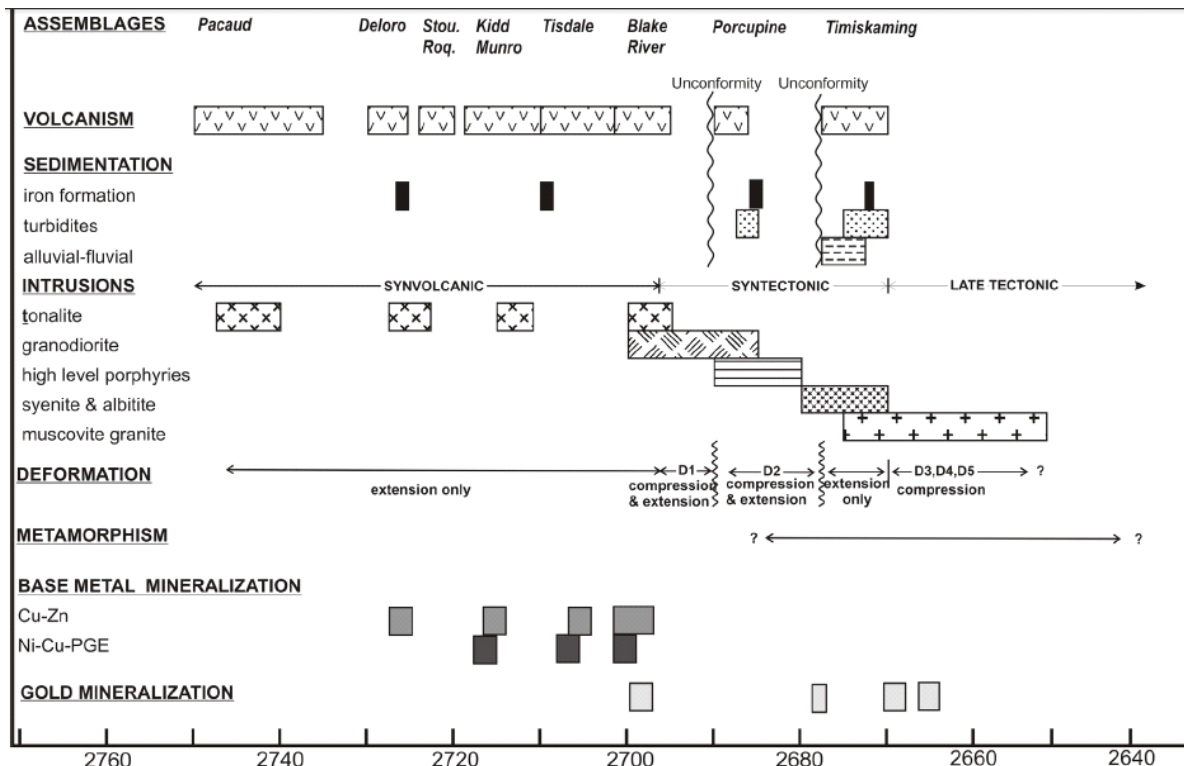 ASSEMBLAGES Pacaud Deloro Stou. Kidd Tisdale Blake Porcupine Timiskaming
Roq. Munro River
Unconformity Unconformity
VOLCANISM
SEDIMENTATION
iron formation
turbidites
alluvial-fluvial
INTRUSIONS SYNVOLCANIC SYNTECTONIC LATE TECTONIC
tonalite
granodiorite
high level porphyries
syenite & albitite
muscovite granite
DEFORMATION D1 D2 extension D3,D4,D5 ?
extension only compression compression only compression
& extension & extension
METAMORPHISM ? ?
BASE METAL MINERALIZATION
Cu-Zn
Ni-Cu-PGE
GOLD MINERALIZATION
2760 2740 2720 2700 2680 2660 2640